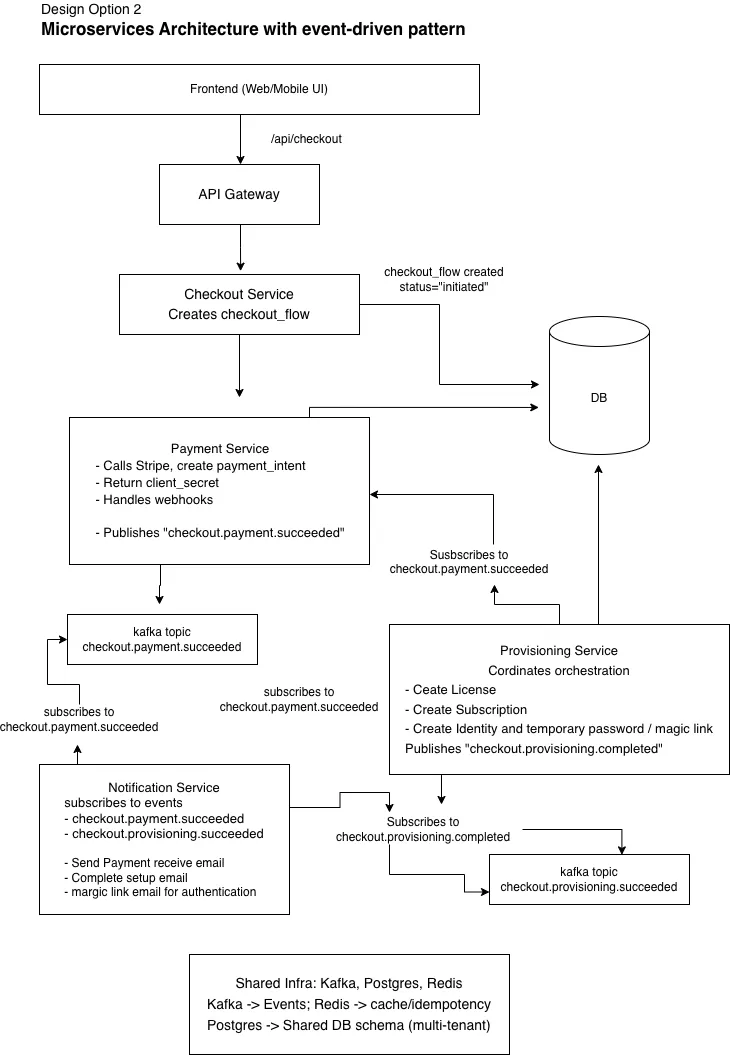 Design Option 2
Microservices Architecture with event-driven pattern
Frontend (Web/Mobile UI)
/api/checkout
API Gateway
Checkout Service
Creates checkout_flow
checkout_flow created
status="initiated"
DB
Payment Service
- Calls Stripe, create payment_intent
- Return client_secret
- Handles webhooks
- Publishes "checkout.payment.succeeded"
Susbscribes to
checkout.payment.succeeded
kafka topic
checkout.payment.succeeded
Provisioning Service
Cordinates orchestration
- Ceate License
- Create Subscription
- Create Identity and temporary password / magic link
Publishes "checkout.provisioning.completed"
subscribes to
checkout.payment.succeeded
subscribes to
checkout.payment.succeeded
Notification Service
subscribes to events
- checkout.payment.succeeded
- checkout.provisioning.succeeded
- Send Payment receive email
- Complete setup email
- margic link email for authentication
Subscribes to
checkout.provisioning.completed
kafka topic
checkout.provisioning.succeeded
Shared Infra: Kafka, Postgres, Redis
Kafka -> Events; Redis -> cache/idempotency
Postgres -> Shared DB schema (multi-tenant)